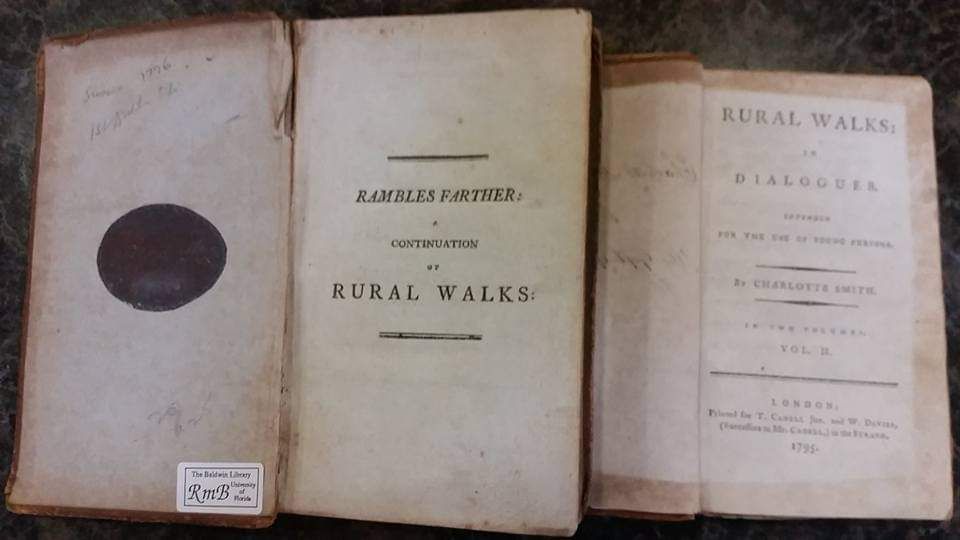 1796
The Baldwin Library
RmB University
of
Florida
RAMBLES FARTHER:
A
CONTINUATION
OF
RURAL WALKS:
RURAL WALKS:
IN
DIALOGUES.
INTENDED
FOR THE USE OF YOUNG PERSONS.
BY CHARLOTTE SMITH.
IN TWO VOLUMES.
VOL. II.
LONDON:
Printed for T. CADELL Jun. and W. DAVIES,
(Successors to Mr. CADELL,) in the STRAND.
1795.